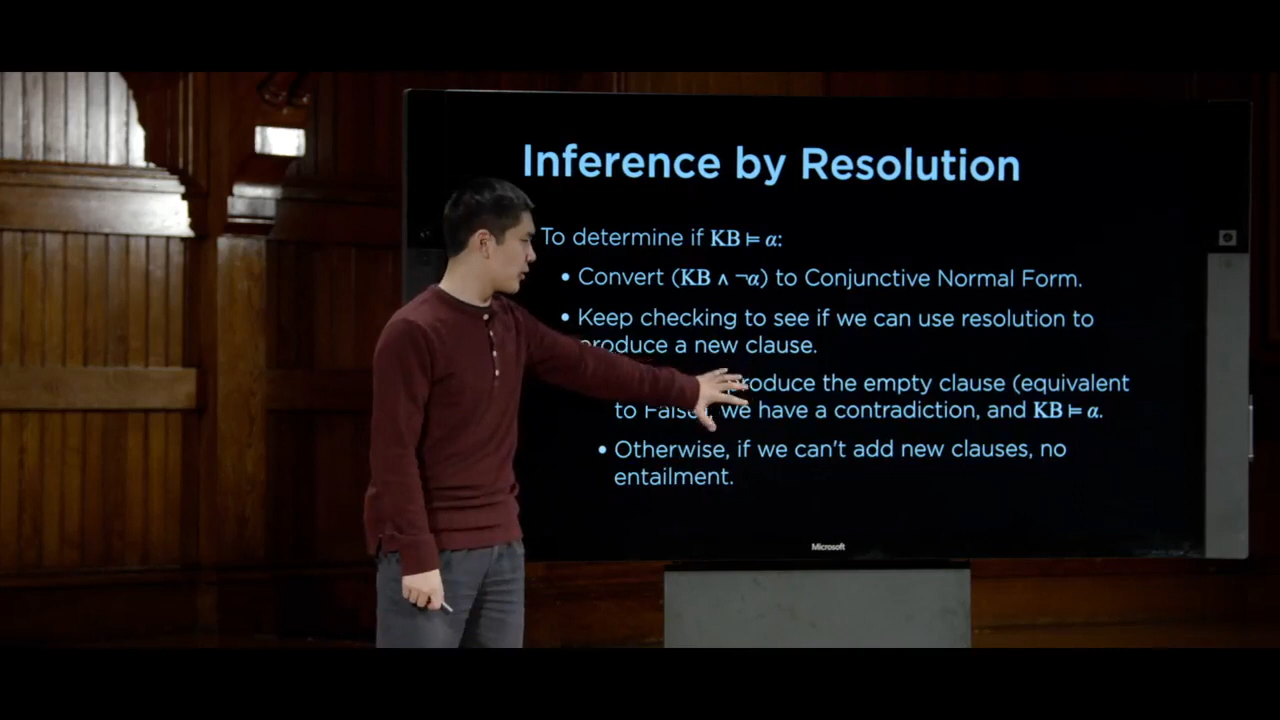 Inference by Resolution
To determine if KB ⊨ α:
• Convert (KB ∧ ¬α) to Conjunctive Normal Form.
• Keep checking to see if we can use resolution to
produce a new clause.
produce the empty clause (equivalent
to False), we have a contradiction, and KB ⊨ α.
• Otherwise, if we can't add new clauses, no
entailment.
Microsoft